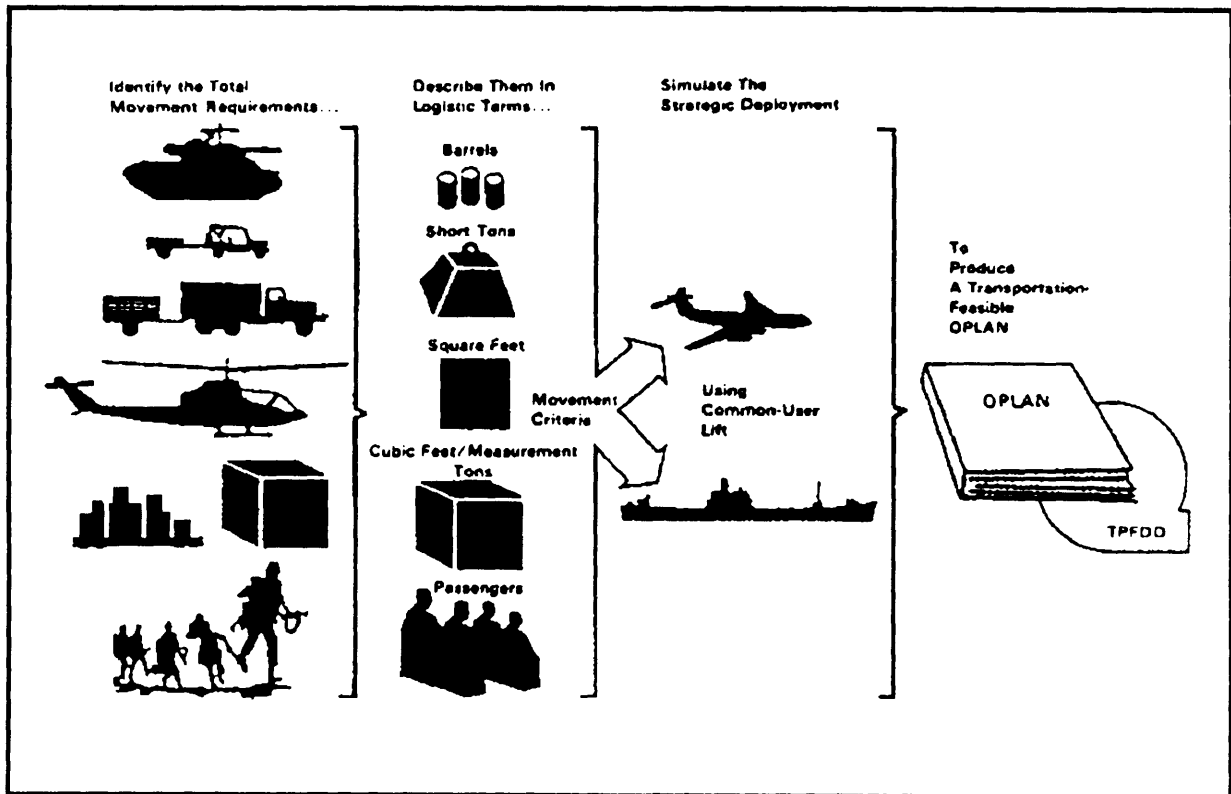 Identify the Total
Movement Requirements...
Describe Them In
Logistic Terms...
Simulate The
Strategic Deployment
Barrels
Short Tons
Square Feet
Movement
Criteria
Cubic Feet/Measurement
Tons
Passengers
Using
Common-User
Lift
To
Produce
A Transportation-
Feasible
OPLAN
OPLAN
TPFDD